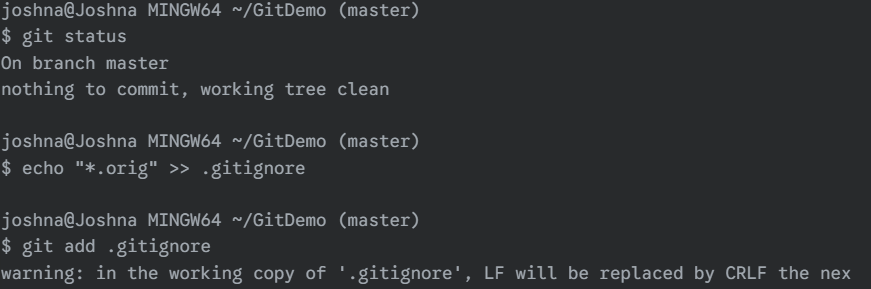 joshna@Joshna MINGW64 ~/GitDemo (master)
$ git status
On branch master
nothing to commit, working tree clean
joshna@Joshna MINGW64 ~/GitDemo (master)
$ echo "*.orig" >> .gitignore
joshna@Joshna MINGW64 ~/GitDemo (master)
$ git add .gitignore
warning: in the working copy of '.gitignore', LF will be replaced by CRLF the nex